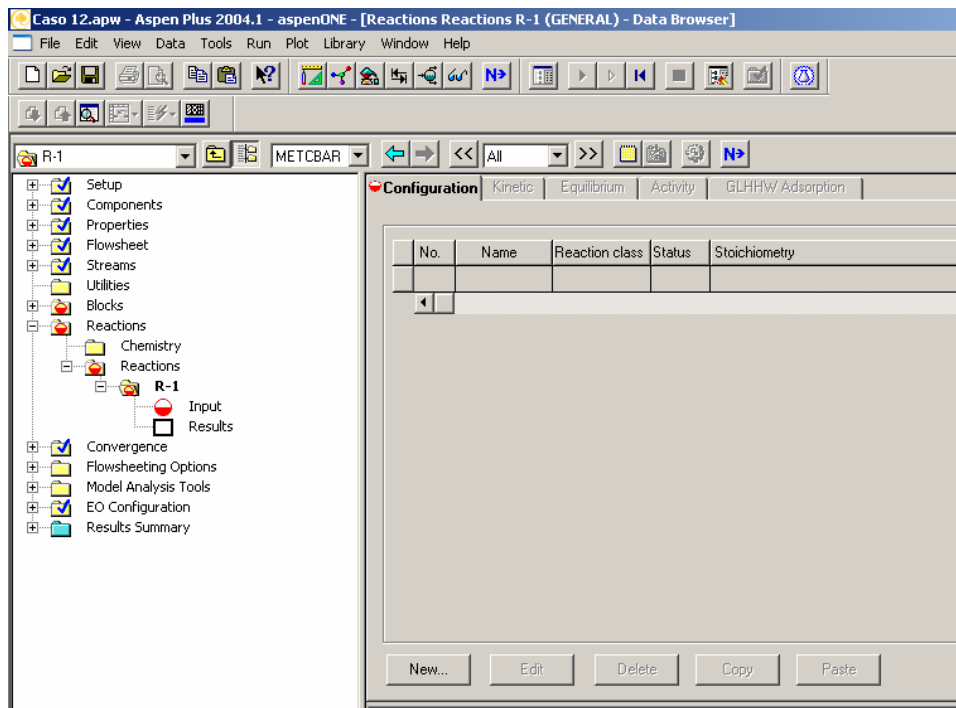 Caso 12.apw - Aspen Plus 2004.1 - aspenONE - [Reactions Reactions R-1 (GENERAL) - Data Browser]
File Edit View Data Tools Run Plot Library Window Help
N
R-1 METCBAR << All >> N
Setup
Components
Properties
Flowsheet
Streams
Utilities
Blocks
Reactions
Chemistry
Reactions
R-1
Input
Results
Convergence
Flowsheeting Options
Model Analysis Tools
EO Configuration
Results Summary
Configuration Kinetic Equilibrium Activity GLHHW Adsorption
No. Name Reaction class Status Stoichiometry
New... Edit Delete Copy Paste